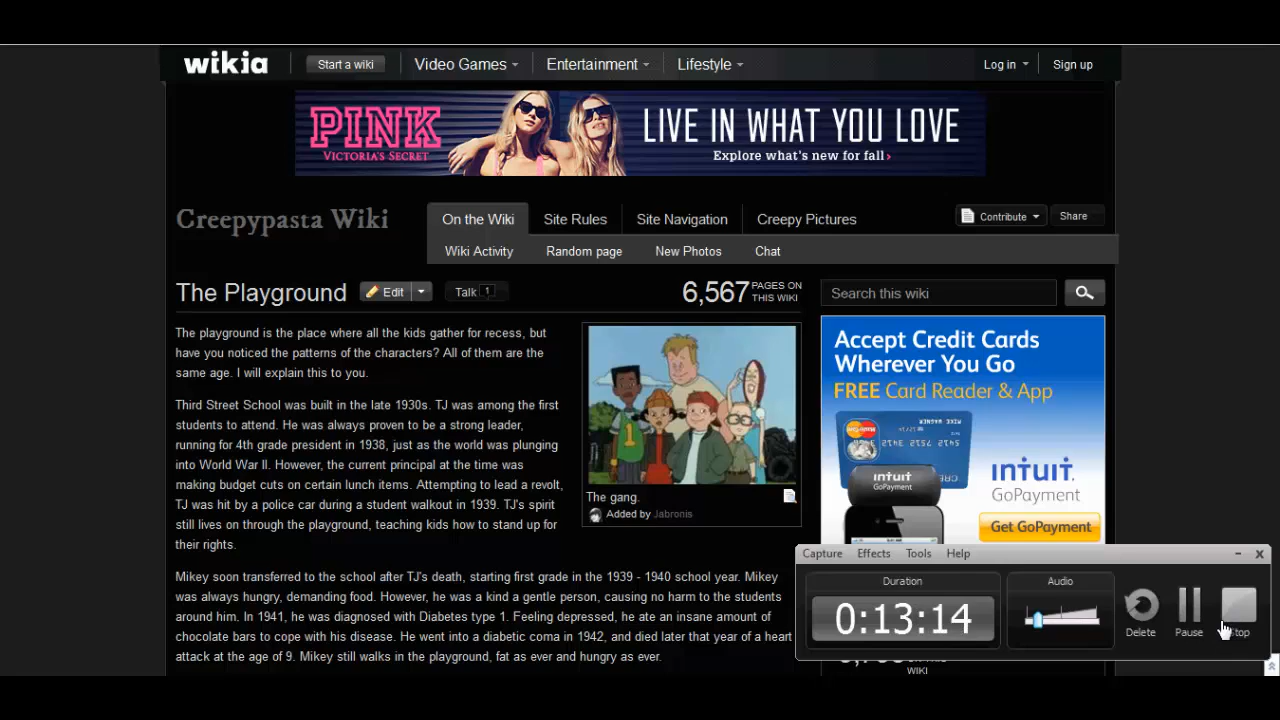 wikia
Start a wiki
Video Games
Entertainment
Lifestyle
Log in
Sign up
PINK
VICTORIA'S SECRET
LIVE IN WHAT YOU LOVE
Explore what's new for fall
Creepypasta Wiki
On the Wiki
Site Rules
Site Navigation
Creepy Pictures
Contribute
Share
Wiki Activity
Random page
New Photos
Chat
The Playground
Edit
Talk 1
6,567 PAGES ON
THIS WIKI
Search this wiki
The playground is the place where all the kids gather for recess, but
have you noticed the patterns of the characters? All of them are the
same age. I will explain this to you.
Third Street School was built in the late 1930s. TJ was among the first
students to attend. He was always proven to be a strong leader,
running for 4th grade president in 1938, just as the world was plunging
into World War II. However, the current principal at the time was
making budget cuts on certain lunch items. Attempting to lead a revolt,
TJ was hit by a police car during a student walkout in 1939. TJ's spirit
still lives on through the playground, teaching kids how to stand up for
their rights.
1
The gang.
Added by Jabronis
Mikey soon transferred to the school after TJ's death, starting first grade in the 1939 - 1940 school year. Mikey
was always hungry, demanding food. However, he was a kind a gentle person, causing no harm to the students
around him. In 1941, he was diagnosed with Diabetes type 1. Feeling depressed, he ate an insane amount of
chocolate bars to cope with his disease. He went into a diabetic coma in 1942, and died later that year of a heart
attack at the age of 9. Mikey still walks in the playground, fat as ever and hungry as ever.
Accept Credit Cards
Wherever You Go
FREE Card Reader & App
MasterCard
INTUIT
GoPayment
INTUIT.
GoPayment
Get GoPayment
Capture
Effects
Tools
Help
Duration
0:13:14
Audio
Delete
Pause
Stop
WIKI